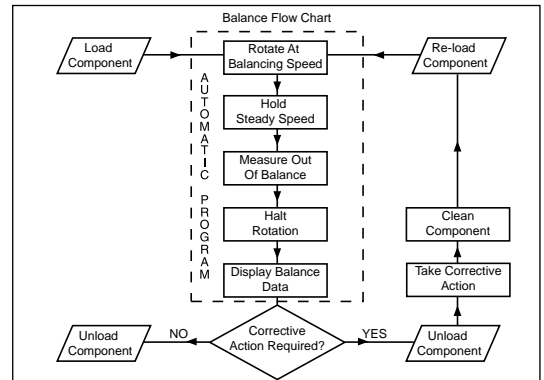 Balance Flow Chart
Load
Component
Rotate At
Balancing Speed
Re-load
Component
AUTOMATIC PROGRAM
Hold
Steady Speed
Measure Out
Of Balance
Halt
Rotation
Clean
Component
Display Balance
Data
Take Corrective
Action
Unload
Component
NO
Corrective
Action Required?
YES
Unload
Component